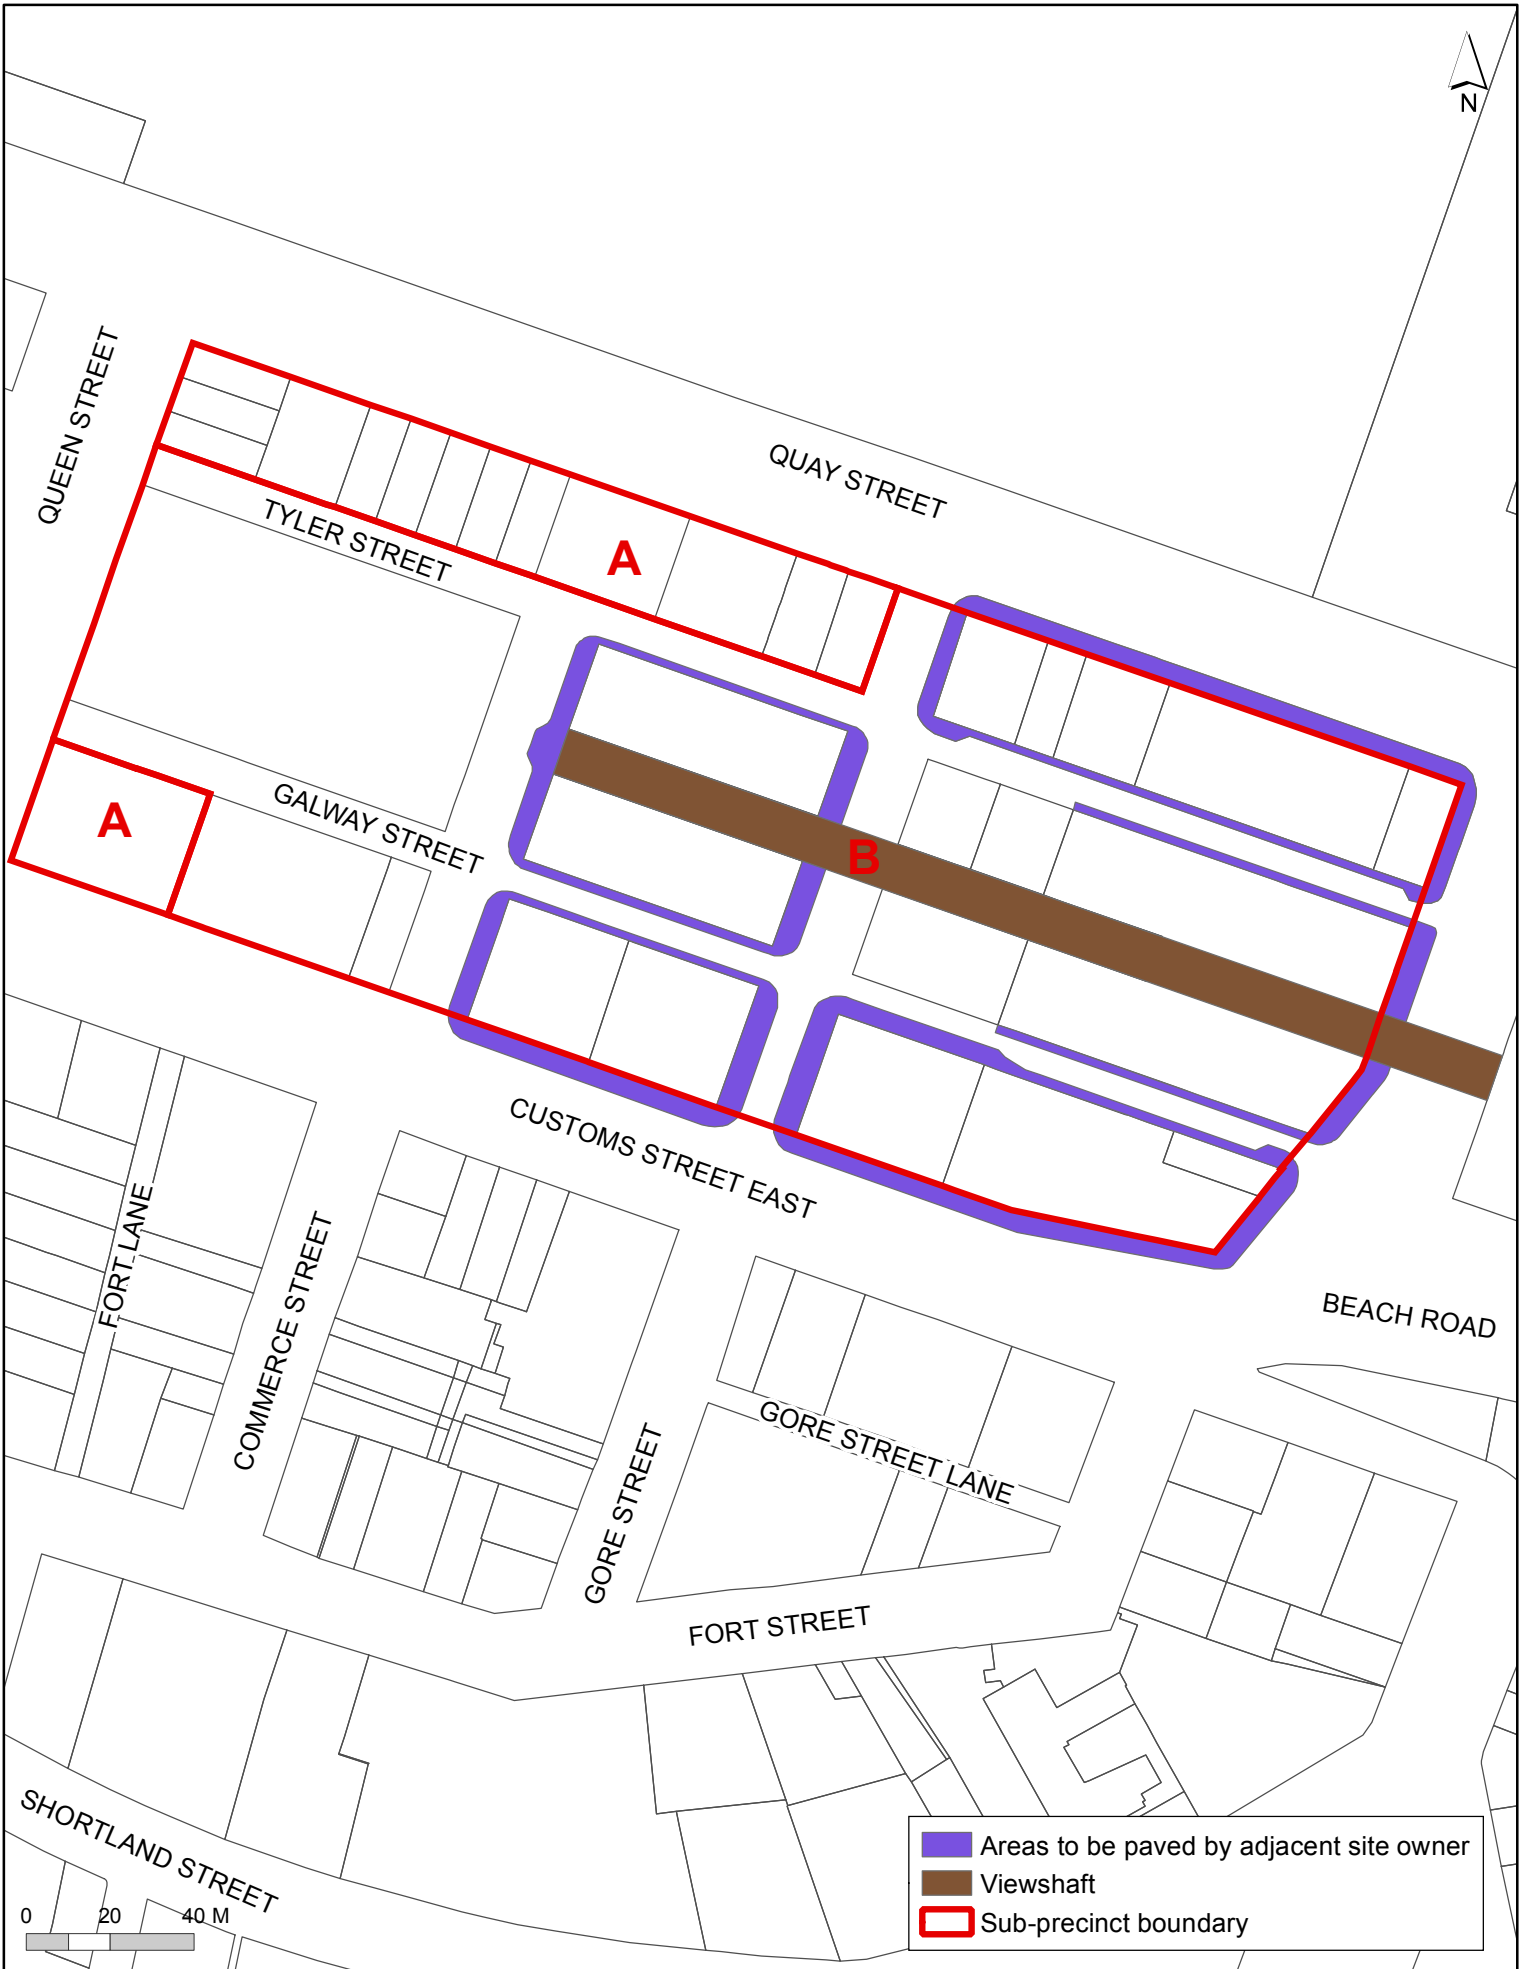 N
QUEEN STREET
QUAY STREET
TYLER STREET
A
A
GALWAY STREET
B
CUSTOMS STREET EAST
FORT LANE
COMMERCE STREET
BEACH ROAD
GORE STREET LANE
GORE STREET
FORT STREET
SHORTLAND STREET
Areas to be paved by adjacent site owner
Viewshaft
Sub-precinct boundary
0 20 40 M